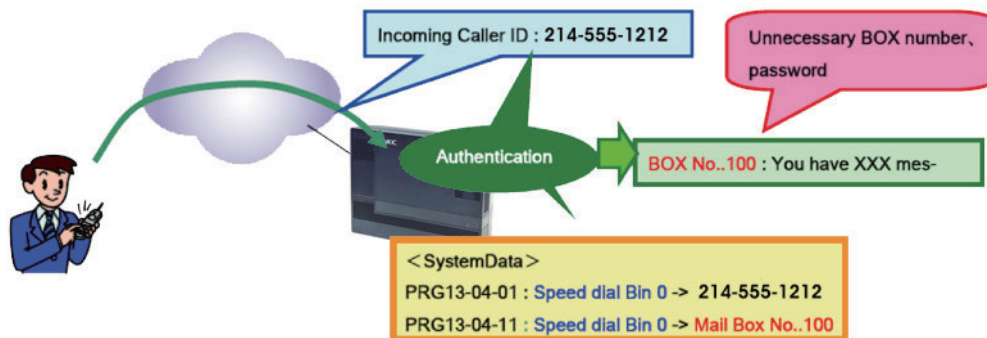 Incoming Caller ID : 214-555-1212
Unnecessary BOX number、
password
Authentication
BOX No..100 : You have XXX mes-
＜SystemData＞
PRG13-04-01 : Speed dial Bin 0 -> 214-555-1212
PRG13-04-11 : Speed dial Bin 0 -> Mail Box No..100